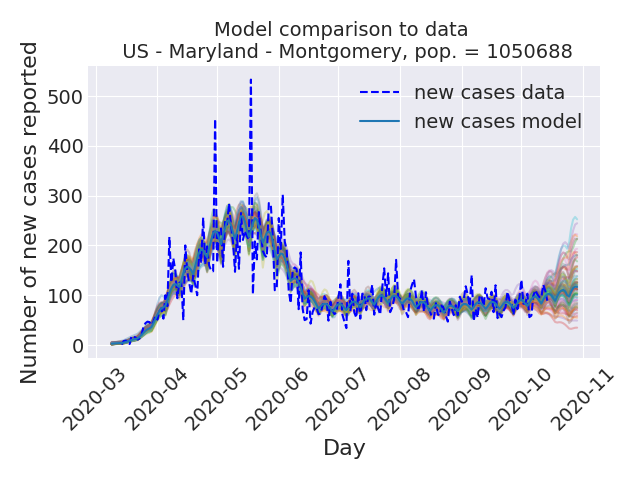 Model comparison to data
US - Maryland - Montgomery, pop. = 1050688
Number of new cases reported
500
400
300
200
100
0
new cases data
new cases model
2020-03
2020-04
2020-05
2020-06
2020-07
2020-08
2020-09
2020-10
2020-11
Day